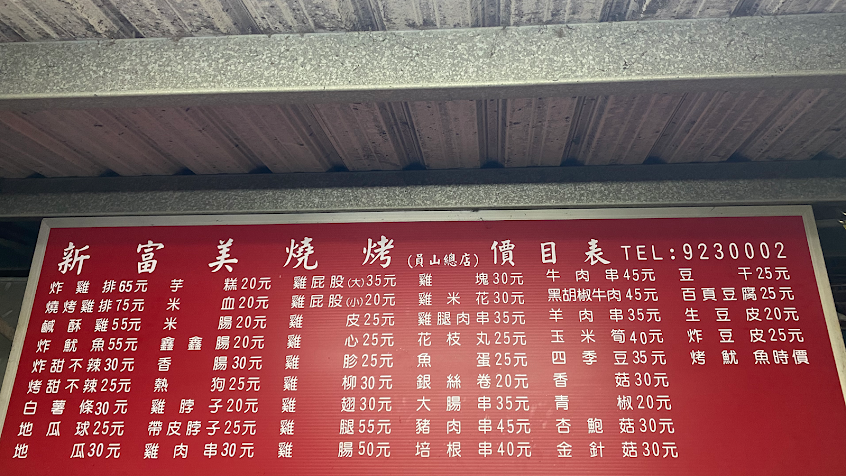 新富美燒烤(員山總店)價目表TEL:9230002
炸雞排65元
燒烤雞排75元
鹹酥雞55元
炸魷魚55元
炸甜不辣30元
烤甜不辣25元
白薯條30元
地瓜球25元
地瓜30元
芋糕20元
米血20元
米腸20元
鑫鑫腸20元
香腸30元
熱狗25元
雞脖子20元
帶皮脖子25元
雞肉串30元
雞屁股(大)35元
雞屁股(小)20元
雞皮25元
雞心25元
雞胗25元
雞柳30元
雞翅30元
雞腿55元
雞腸50元
雞塊30元
雞米花30元
雞腿肉串35元
花枝丸25元
魚蛋25元
銀絲卷20元
大腸串35元
豬肉串45元
培根串40元
牛肉串45元
黑胡椒牛肉45元
羊肉串35元
玉米筍40元
四季豆35元
香菇30元
青椒20元
杏鮑菇30元
金針菇30元
豆干25元
百頁豆腐25元
生豆皮20元
炸豆皮25元
烤魷魚時價